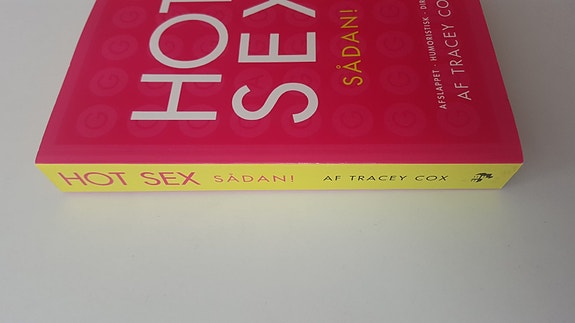 HOT
SEX
SÅDAN!
AFSLAPPET · HUMORISTISK ·
AF TRACEY
HOT SEX SÅDAN! AF TRACEY COX